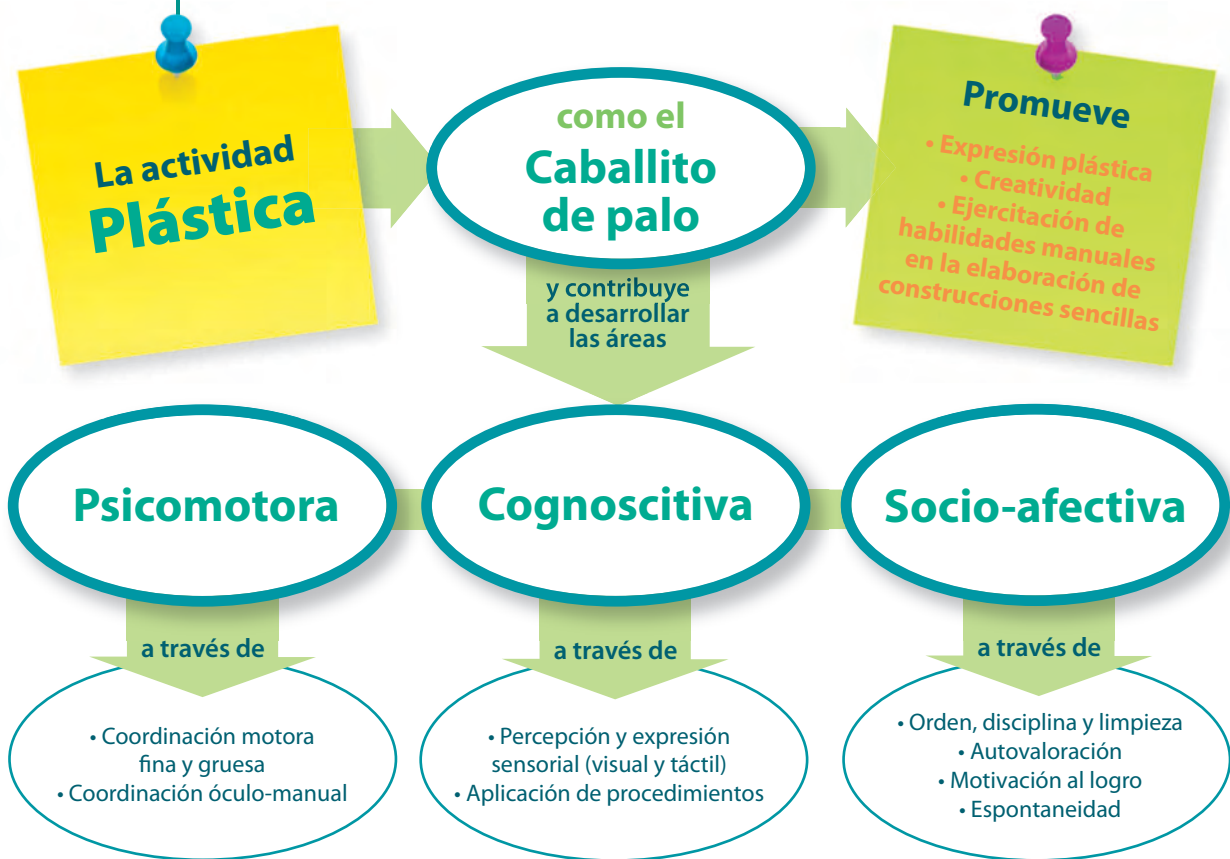 La actividad
Plástica
como el
Caballito
de palo
Promueve
• Expresión plástica
• Creatividad
• Ejercitación de
habilidades manuales
en la elaboración de
construcciones sencillas
y contribuye
a desarrollar
las áreas
Psicomotora
Cognoscitiva
Socio-afectiva
a través de
a través de
a través de
• Coordinación motora
fina y gruesa
• Coordinación óculo-manual
• Percepción y expresión
sensorial (visual y táctil)
• Aplicación de procedimientos
• Orden, disciplina y limpieza
• Autovaloración
• Motivación al logro
• Espontaneidad